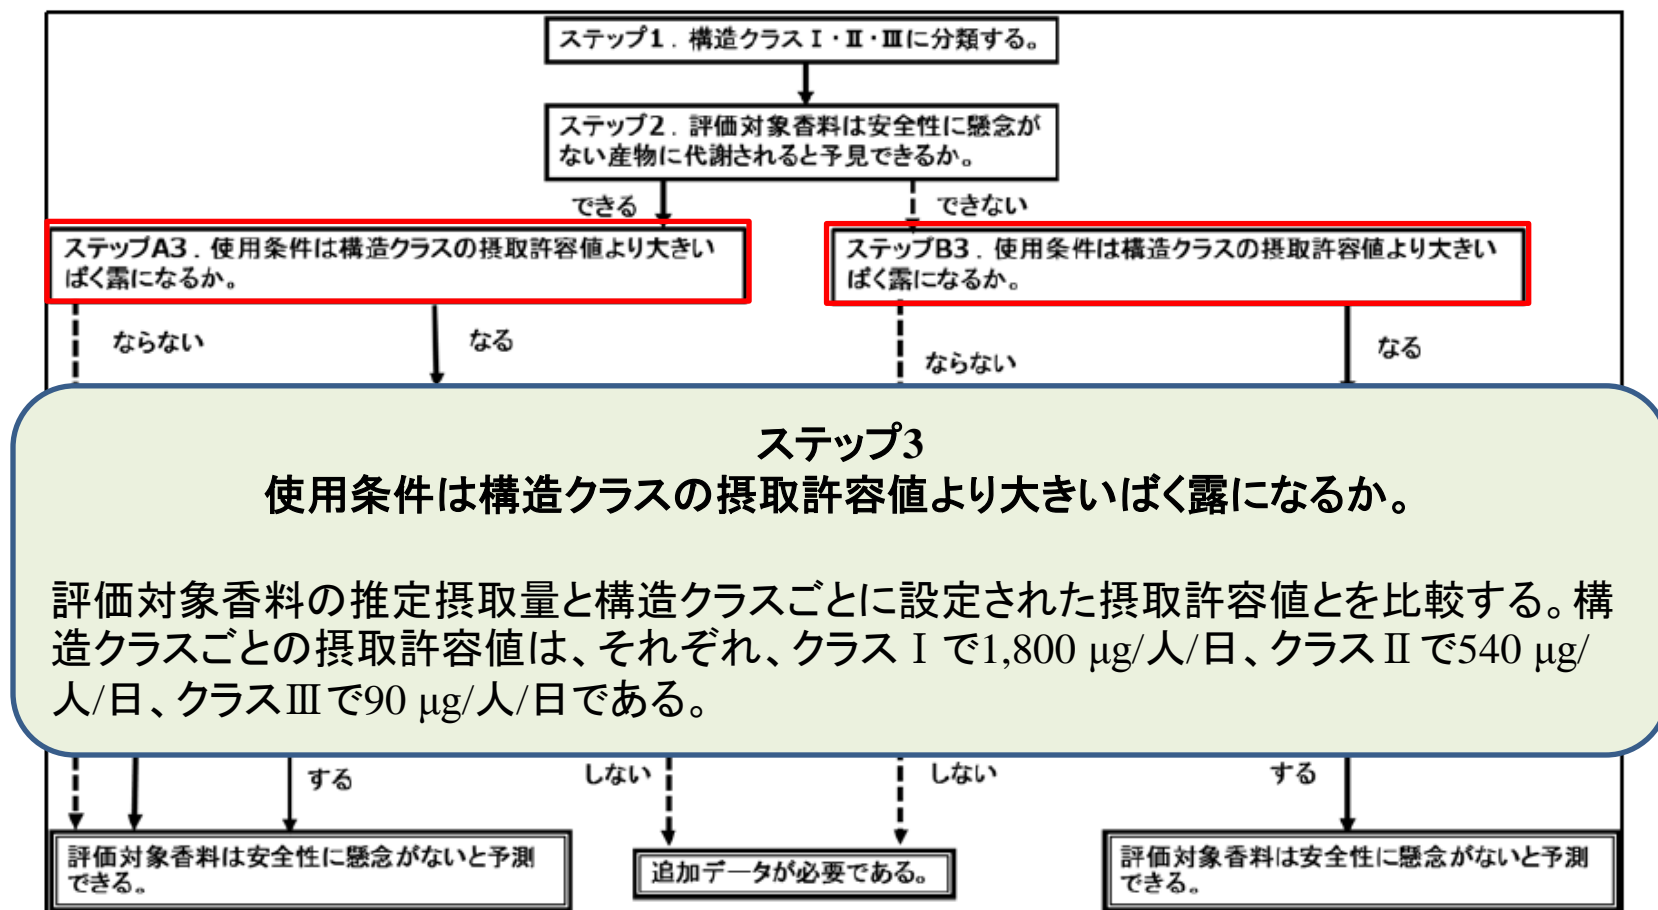 ステップ1．構造クラスⅠ・Ⅱ・Ⅲに分類する。
ステップ2．評価対象香料は安全性に懸念が
ない産物に代謝されると予見できるか。
できる
できない
ステップA3．使用条件は構造クラスの摂取許容値より大きい
ばく露になるか。
ステップB3．使用条件は構造クラスの摂取許容値より大きい
ばく露になるか。
ならない
なる
ならない
なる
ステップ3
使用条件は構造クラスの摂取許容値より大きいばく露になるか。
評価対象香料の推定摂取量と構造クラスごとに設定された摂取許容値とを比較する。構
造クラスごとの摂取許容値は、それぞれ、クラスⅠで1,800 μg/人/日、クラスⅡで540 μg/
人/日、クラスⅢで90 μg/人/日である。
する
しない
しない
する
評価対象香料は安全性に懸念がないと予測
できる。
追加データが必要である。
評価対象香料は安全性に懸念がないと予測
できる。